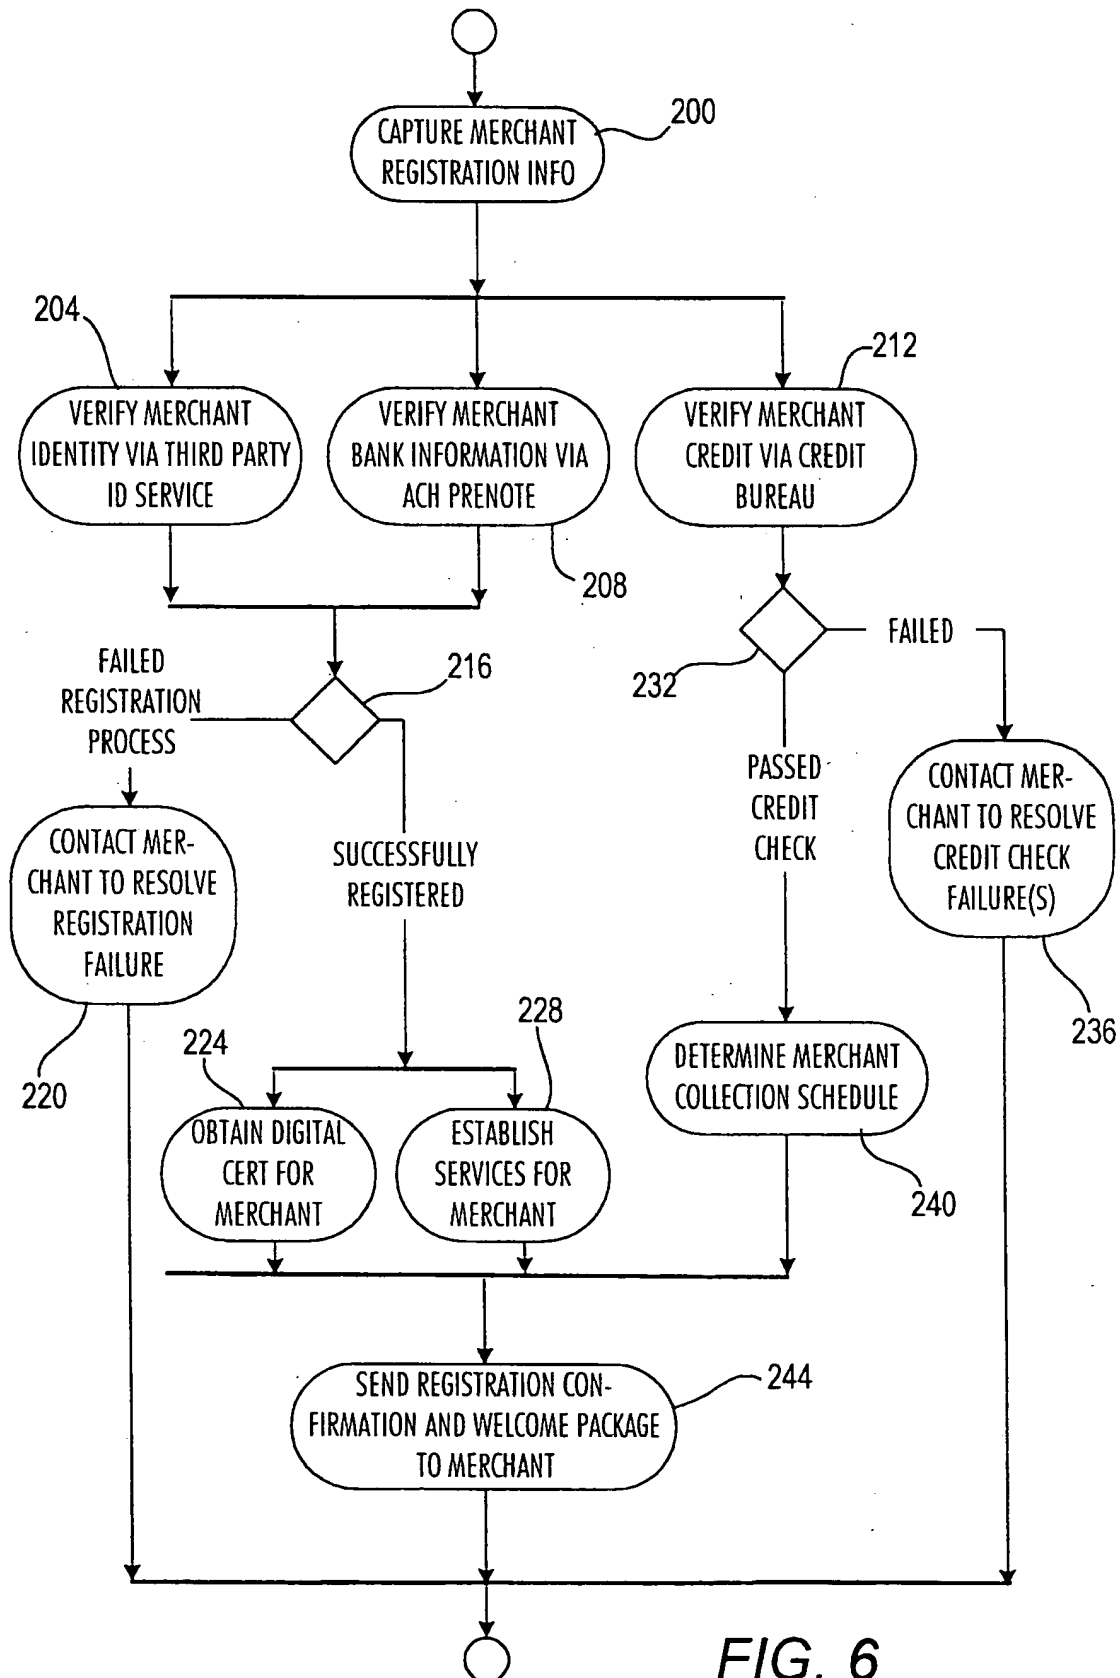 CAPTURE MERCHANT
REGISTRATION INFO
200
204
VERIFY MERCHANT
IDENTITY VIA THIRD PARTY
ID SERVICE
VERIFY MERCHANT
BANK INFORMATION VIA
ACH PRENOTE
208
212
VERIFY MERCHANT
CREDIT VIA CREDIT
BUREAU
232
FAILED
216
FAILED
REGISTRATION
PROCESS
SUCCESSFULLY
REGISTERED
PASSED
CREDIT
CHECK
CONTACT MER-
CHANT TO RESOLVE
CREDIT CHECK
FAILURE(S)
236
CONTACT MER-
CHANT TO RESOLVE
REGISTRATION
FAILURE
220
224
OBTAIN DIGITAL
CERT FOR
MERCHANT
228
ESTABLISH
SERVICES FOR
MERCHANT
DETERMINE MERCHANT
COLLECTION SCHEDULE
240
SEND REGISTRATION CON-
FIRMATION AND WELCOME PACKAGE
TO MERCHANT
244
FIG. 6